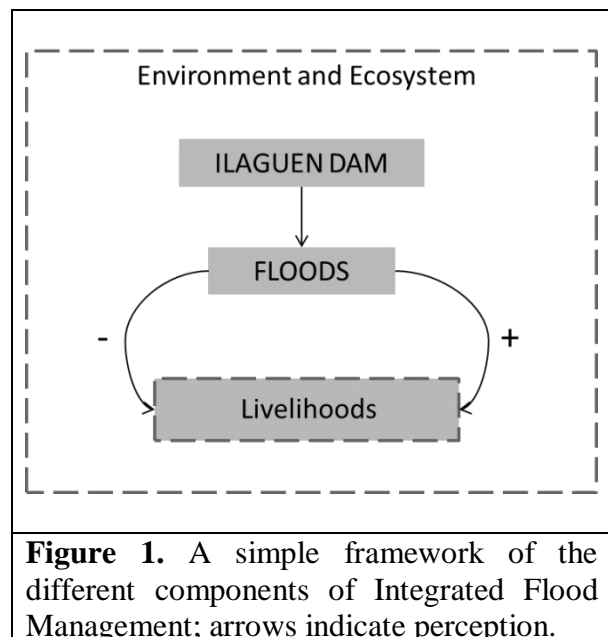 Environment and Ecosystem
ILAGUEN DAM
FLOODS
-
+
Livelihoods
Figure 1. A simple framework of the
different components of Integrated Flood
Management; arrows indicate perception.